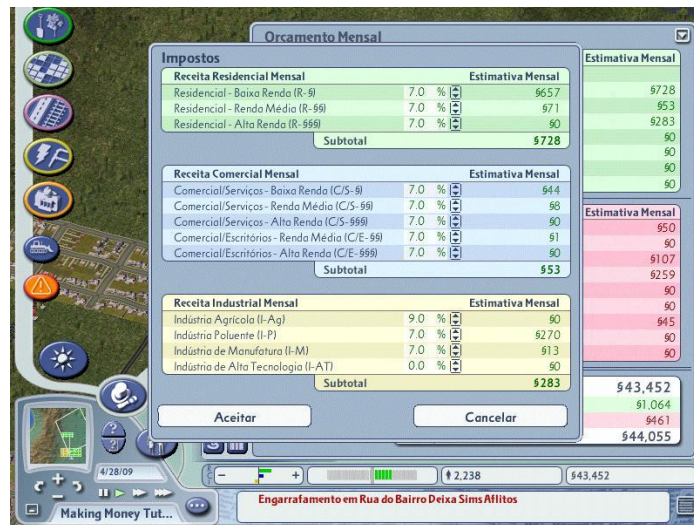 Orçamento Mensal
Impostos
Estimativa Mensal
Receita Residencial Mensal Estimativa Mensal
Residencial - Baixa Renda (R-§) 7.0 % §657
Residencial - Renda Média (R-§§) 7.0 % §71
Residencial - Alta Renda (R-§§§) 7.0 % §0
Subtotal §728
§728
§53
§283
§0
§0
§0
§0
Receita Comercial Mensal Estimativa Mensal
Comercial/Serviços - Baixa Renda (C/S-§) 7.0 % §44
Comercial/Serviços - Renda Média (C/S-§§) 7.0 % §8
Comercial/Serviços - Alta Renda (C/S-§§§) 7.0 % §0
Comercial/Escritórios - Renda Média (C/E-§§) 7.0 % §1
Comercial/Escritórios - Alta Renda (C/E-§§§) 7.0 % §0
Subtotal §53
Estimativa Mensal
§50
§0
§107
§259
§0
§0
§45
§0
§0
Receita Industrial Mensal Estimativa Mensal
Indústria Agrícola (I-Ag) 9.0 % §0
Indústria Poluente (I-P) 7.0 % §270
Indústria de Manufatura (I-M) 7.0 % §13
Indústria de Alta Tecnologia (I-AT) 0.0 % §0
Subtotal §283
§43,452
§1,064
§461
§44,055
Aceitar Cancelar
4/28/09
2,238
§43,452
Making Money Tut...
Engarrafamento em Rua do Bairro Deixa Sims Aflitos